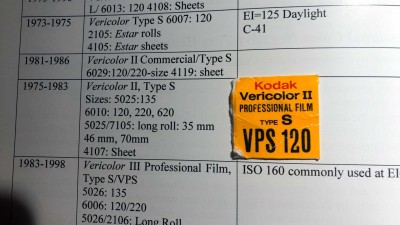 L/ 6013: 120 4108: Sheets
1973-1975
Vericolor Type S 6007: 120
2105: Estar rolls
4105: Estar sheets
EI=125 Daylight
C-41
1981-1986
Vericolor II Commercial/Type S
6029:120/220-size 4119: sheet
1975-1983
Vericolor II, Type S
Sizes: 5025:135
6010: 120, 220, 620
5025/7105: long roll: 35 mm
46 mm, 70mm
4107: Sheet
Kodak
Vericolor II
PROFESSIONAL FILM
TYPE S
VPS 120
1983-1998
Vericolor III Professional Film,
Type S/VPS
5026: 135
6006: 120/220
5026/2106: Long Roll
ISO 160 commonly used at EI